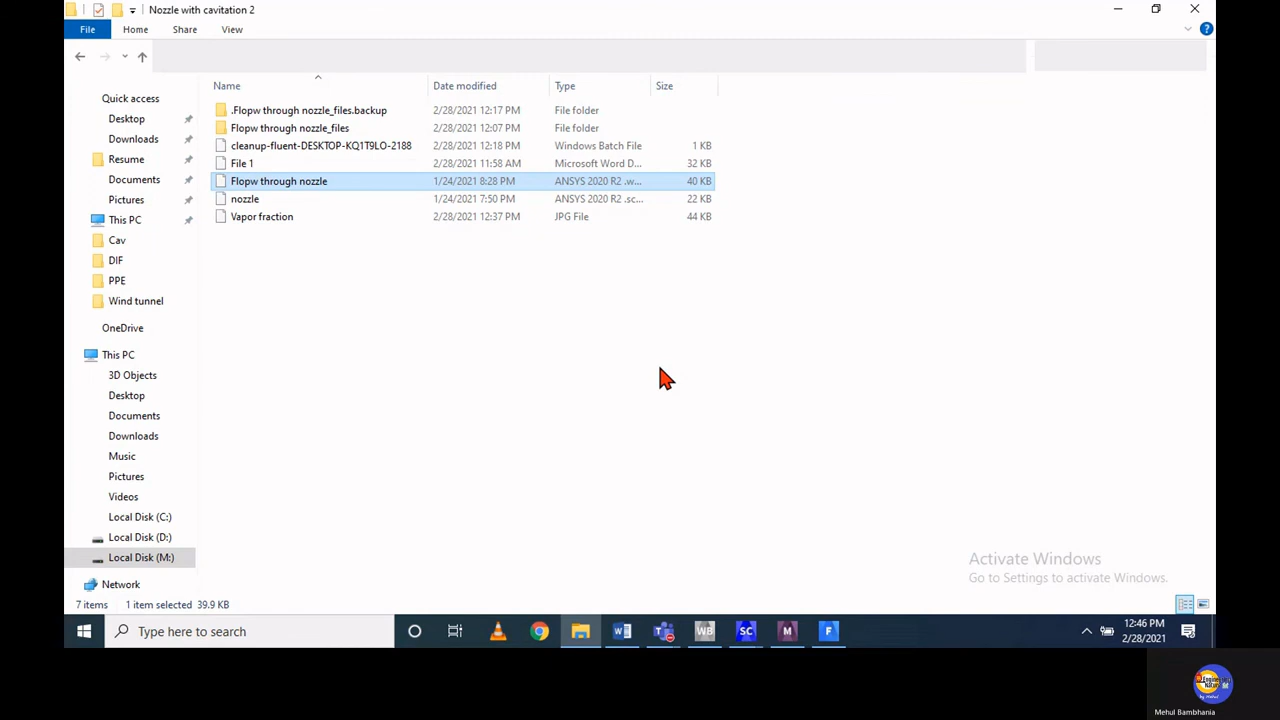 Nozzle with cavitation 2
File Home Share View
Name Date modified Type Size
.Flopw through nozzle_files.backup 2/28/2021 12:17 PM File folder
Flopw through nozzle_files 2/28/2021 12:07 PM File folder
cleanup-fluent-DESKTOP-KQ1T9LO-2188 2/28/2021 12:18 PM Windows Batch File 1 KB
File 1 2/28/2021 11:58 AM Microsoft Word D... 32 KB
Flopw through nozzle 1/24/2021 8:28 PM ANSYS 2020 R2 .w... 40 KB
nozzle 1/24/2021 7:50 PM ANSYS 2020 R2 .sc... 22 KB
Vapor fraction 2/28/2021 12:37 PM JPG File 44 KB
Quick access
Desktop
Downloads
Resume
Documents
Pictures
This PC
Cav
DIF
PPE
Wind tunnel
OneDrive
This PC
3D Objects
Desktop
Documents
Downloads
Music
Pictures
Videos
Local Disk (C:)
Local Disk (D:)
Local Disk (M:)
Network
Activate Windows
Go to Settings to activate Windows.
7 items 1 item selected 39.9 KB
Type here to search
WB SC M F
12:46 PM
2/28/2021
Mehul Bambhania